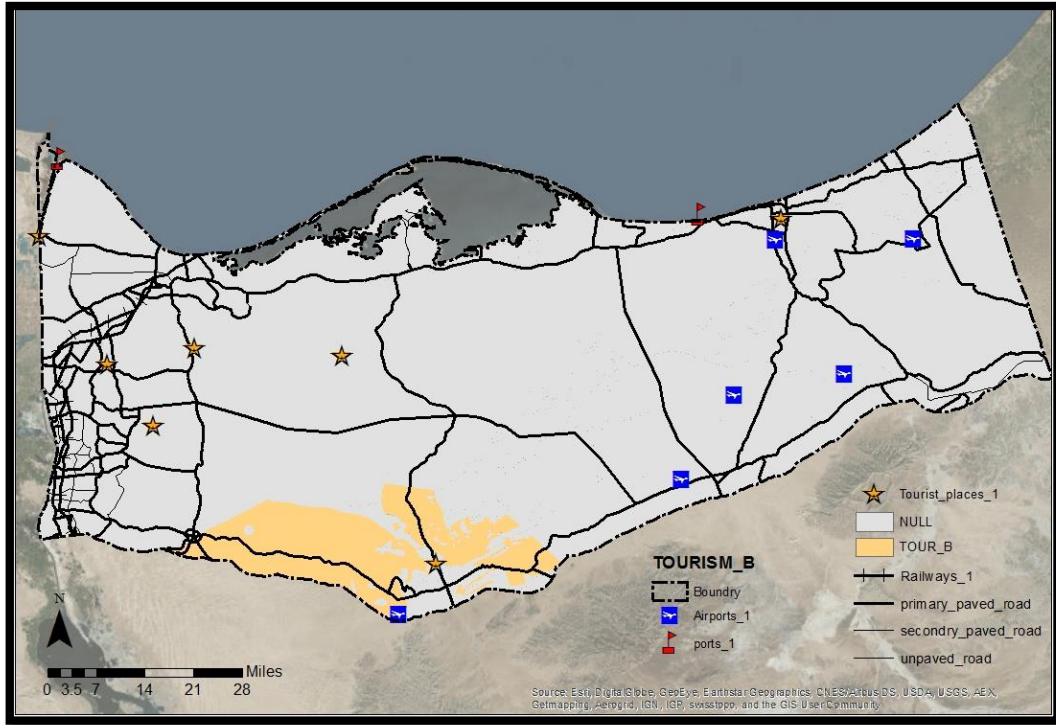 Tourist_places_1
NULL
TOUR_B
Railways_1
primary_paved_road
secondry_paved_road
unpaved_road
TOURISM_B
Boundry
Airports_1
ports_1
N
Miles
0 3.5 7 14 21 28
Source: Esri, DigitalGlobe, GeoEye, Earthstar Geographics, CNES/Airbus DS, USDA, USGS, AEX,
Getmapping, Aerogrid, IGN, IGP, swisstopo, and the GIS User Community